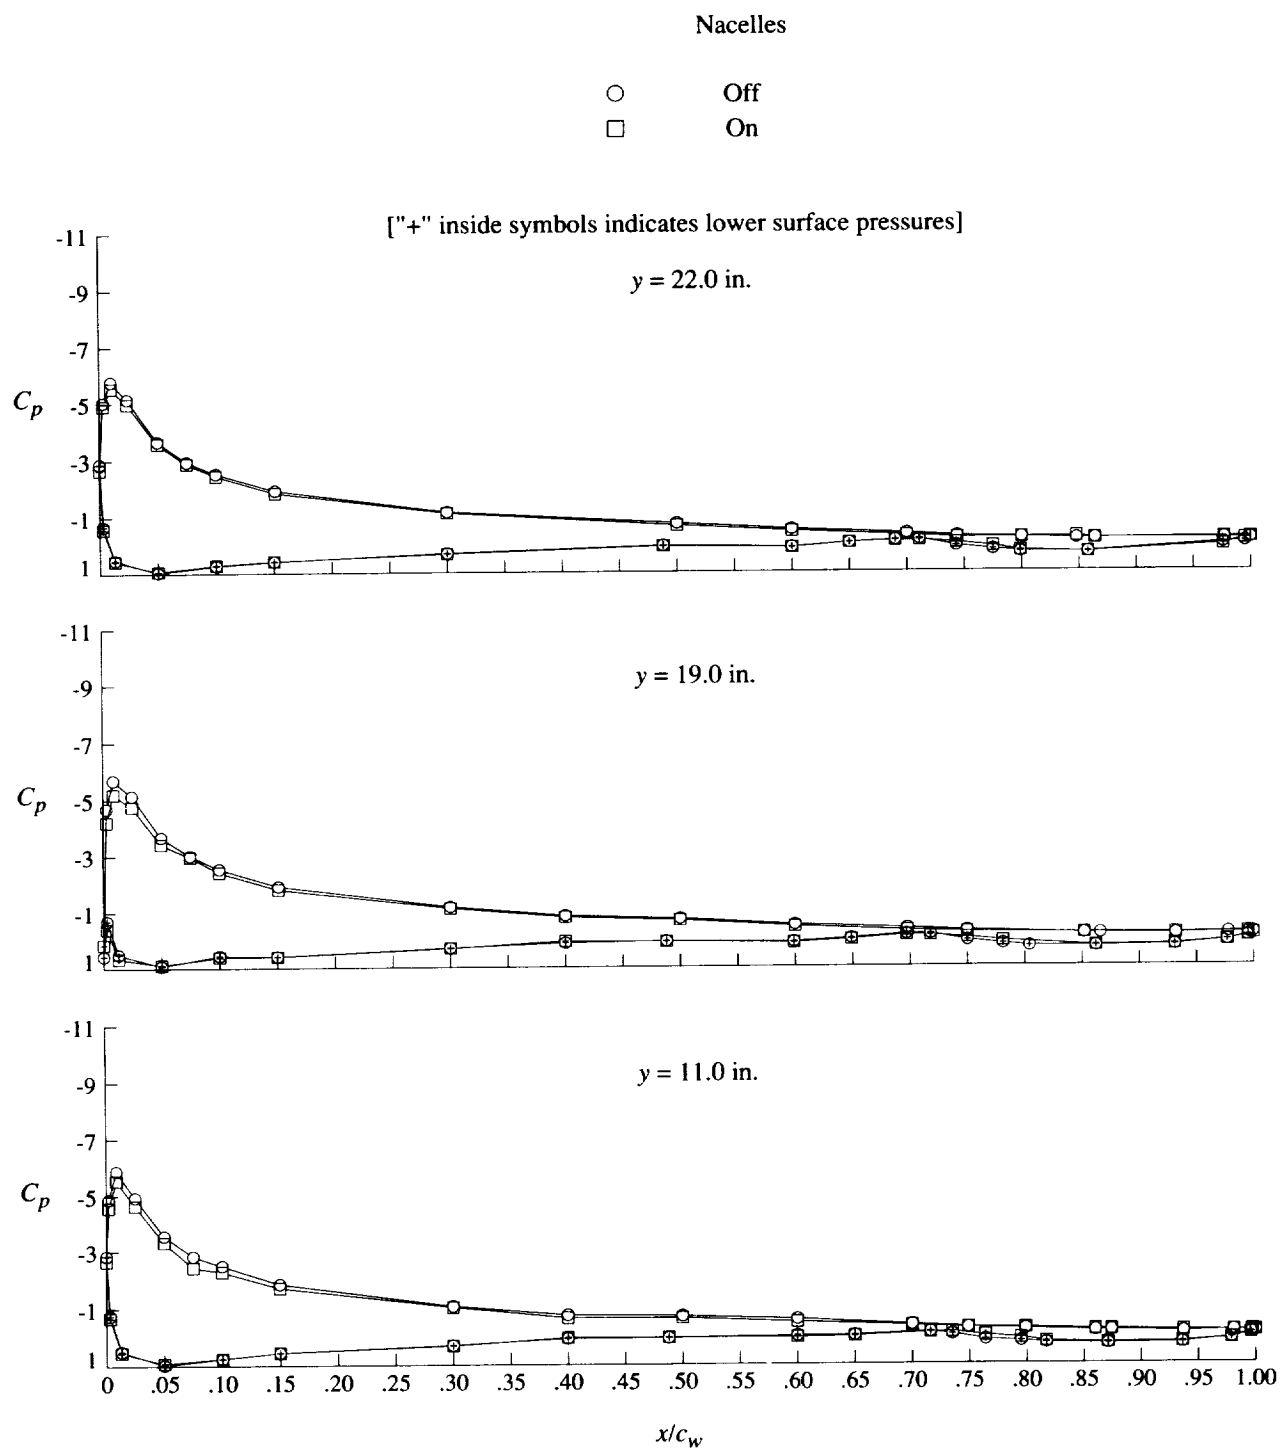 Nacelles
Off
On
["+" inside symbols indicates lower surface pressures]
y = 22.0 in.
-11
-9
-7
-5
-3
-1
1
C_p
y = 19.0 in.
-11
-9
-7
-5
-3
-1
1
C_p
y = 11.0 in.
-11
-9
-7
-5
-3
-1
1
C_p
0 .05 .10 .15 .20 .25 .30 .35 .40 .45 .50 .55 .60 .65 .70 .75 .80 .85 .90 .95 1.00
x/c_w